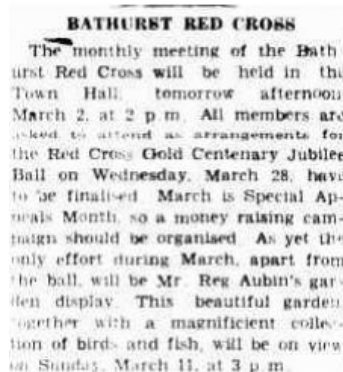 BATHURST RED CROSS
The monthly meeting of the Bath
urst Red Cross will be held in the
Town Hall, tomorrow afternoon
March 2, at 2 p.m. All members are
asked to attend as arrangements for
the Red Cross Gold Centenary Jubilee
Ball on Wednesday, March 28, have
to be finalised March is Special Ap-
peals Month, so a money raising cam-
paign should be organised. As yet the
only effort during March, apart from
the ball, will be Mr. Reg Aubin's gar-
den display. This beautiful garden
together with a magnificent collec-
tion of birds and fish, will be on view
on Sunday, March 11, at 3 p.m.